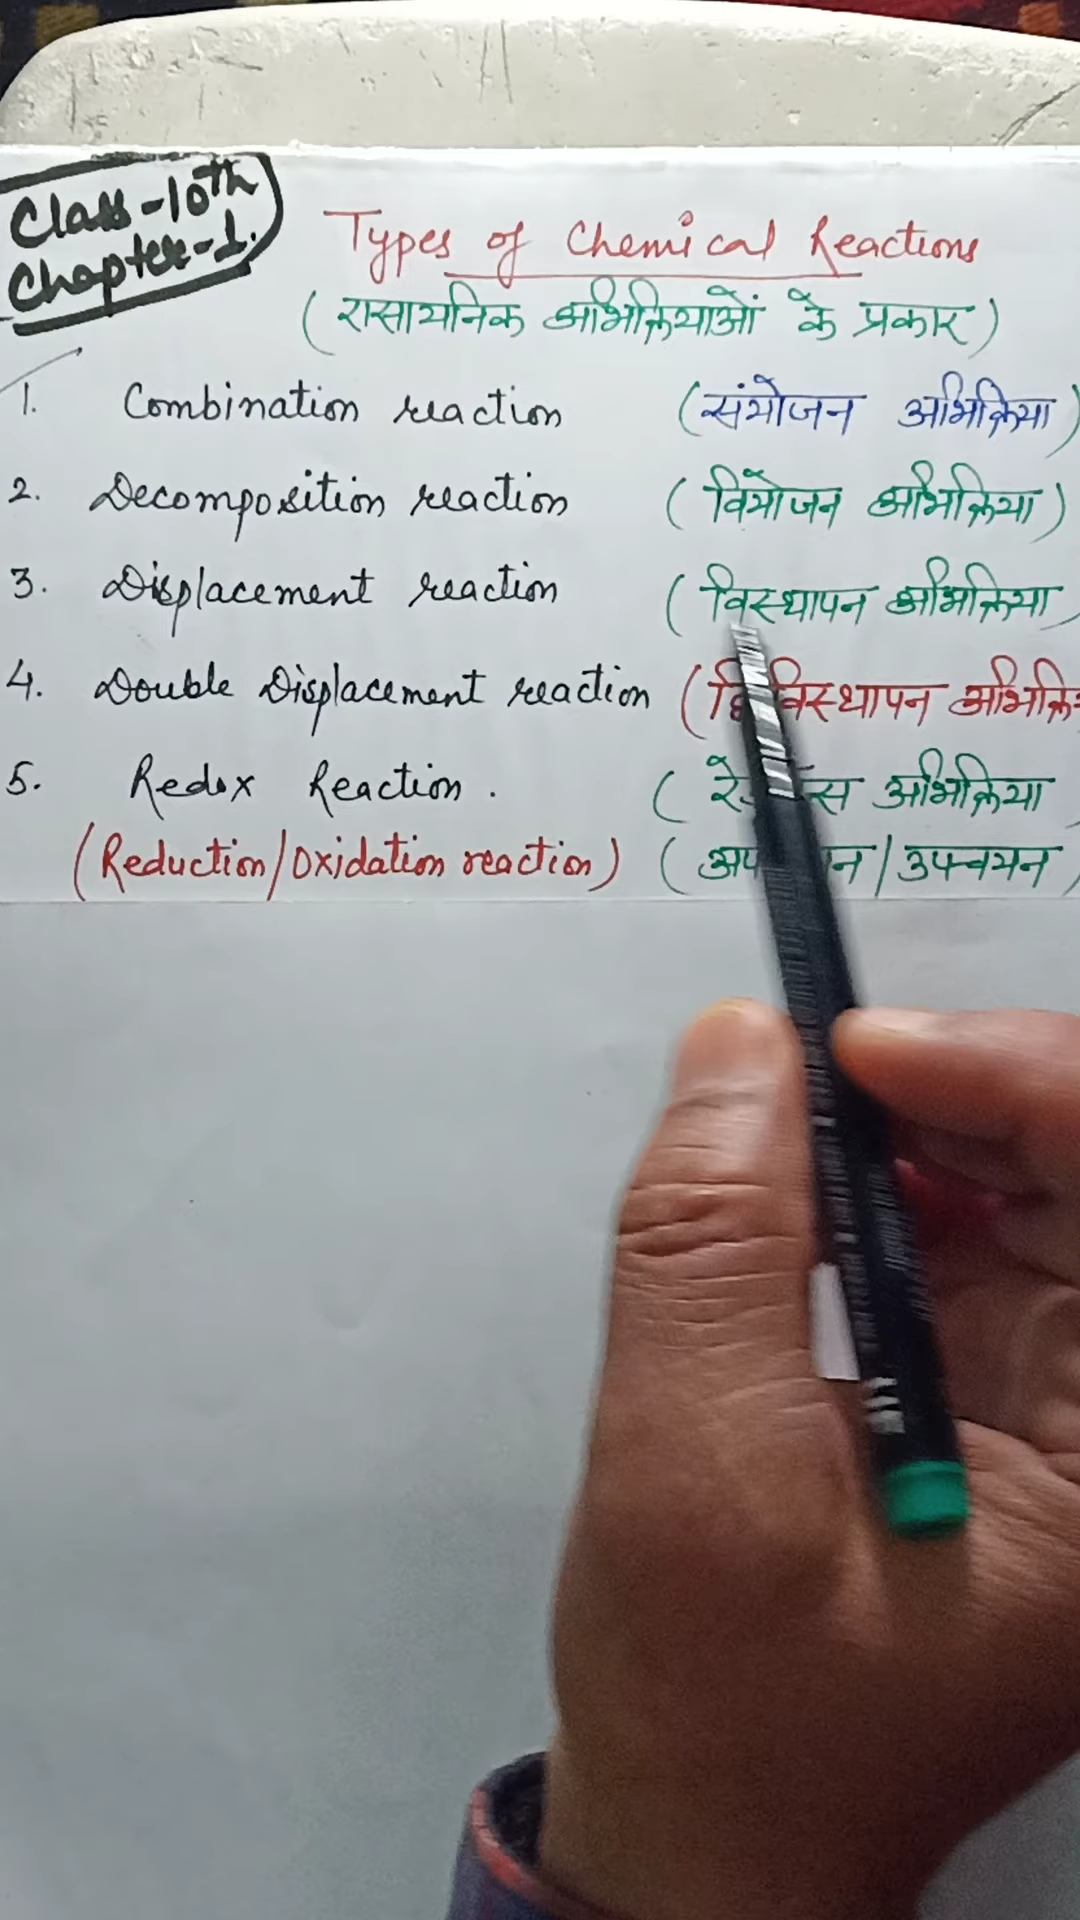 Class-10th
Chapter-1.
Types of Chemical Reactions
(रासायनिक अभिक्रियाओं के प्रकार)
1. Combination reaction (संयोजन अभिक्रिया)
2. Decomposition reaction (वियोजन अभिक्रिया)
3. Displacement reaction (विस्थापन अभिक्रिया)
4. Double Displacement reaction (द्विविस्थापन
5. Redox Reaction. अभिक्रिया
(Reduction/Oxidation reaction) / उपचयन)